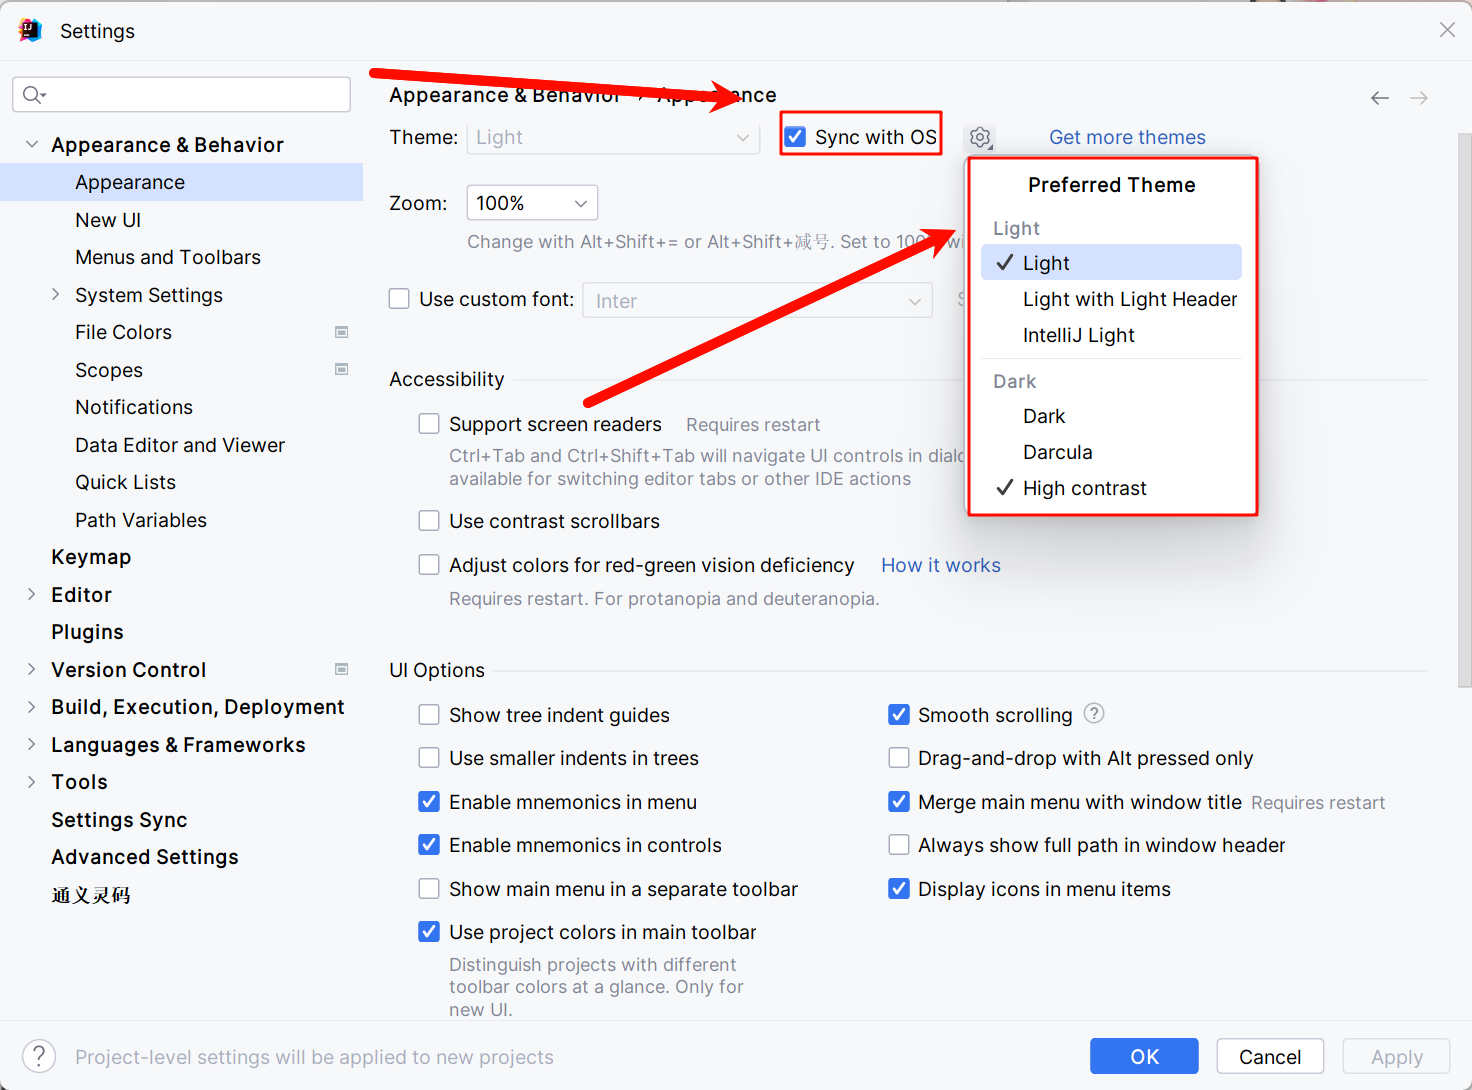 Settings
Appearance & Behavior › Appearance
Theme:
Light
Sync with OS
Get more themes
Zoom:
100%
Change with Alt+Shift+= or Alt+Shift+减号. Set to 100
Use custom font:
Inter
Preferred Theme
Light
Light
Light with Light Header
IntelliJ Light
Dark
Dark
Darcula
High contrast
Accessibility
Support screen readers
Requires restart
Ctrl+Tab and Ctrl+Shift+Tab will navigate UI controls in
available for switching editor tabs or other IDE actions
Use contrast scrollbars
Adjust colors for red-green vision deficiency
How it works
Requires restart. For protanopia and deuteranopia.
UI Options
Show tree indent guides
Use smaller indents in trees
Enable mnemonics in menu
Enable mnemonics in controls
Show main menu in a separate toolbar
Use project colors in main toolbar
Distinguish projects with different
toolbar colors at a glance. Only for
new UI.
Smooth scrolling
Drag-and-drop with Alt pressed only
Merge main menu with window title Requires restart
Always show full path in window header
Display icons in menu items
Appearance & Behavior
Appearance
New UI
Menus and Toolbars
System Settings
File Colors
Scopes
Notifications
Data Editor and Viewer
Quick Lists
Path Variables
Keymap
Editor
Plugins
Version Control
Build, Execution, Deployment
Languages & Frameworks
Tools
Settings Sync
Advanced Settings
通义灵码
? Project-level settings will be applied to new projects
OK
Cancel
Apply